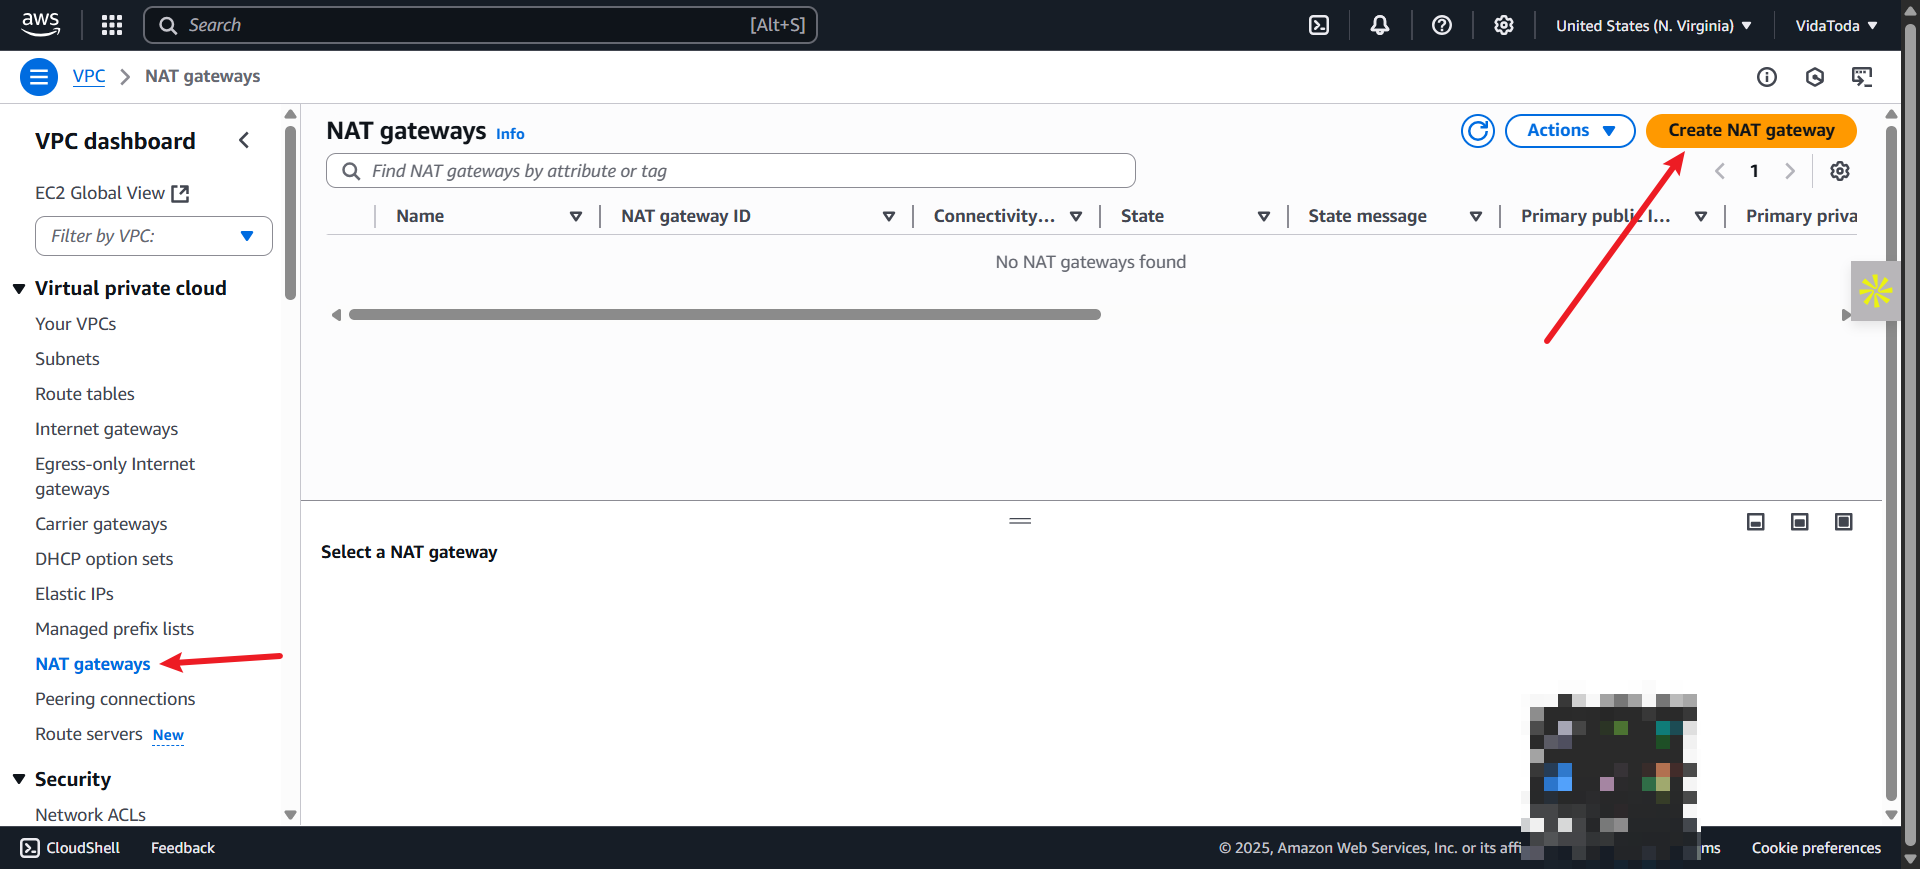 aws
Search [Alt+S]
United States (N. Virginia)
VidaToda
VPC
NAT gateways
VPC dashboard
EC2 Global View
Filter by VPC:
Virtual private cloud
Your VPCs
Subnets
Route tables
Internet gateways
Egress-only Internet
gateways
Carrier gateways
DHCP option sets
Elastic IPs
Managed prefix lists
NAT gateways
Peering connections
Route servers New
Security
Network ACLs
NAT gateways Info
Actions
Create NAT gateway
Find NAT gateways by attribute or tag
1
Name
NAT gateway ID
Connectivity...
State
State message
Primary public I...
Primary priva
No NAT gateways found
Select a NAT gateway
CloudShell
Feedback
© 2025, Amazon Web Services, Inc. or its affi
ms
Cookie preferences